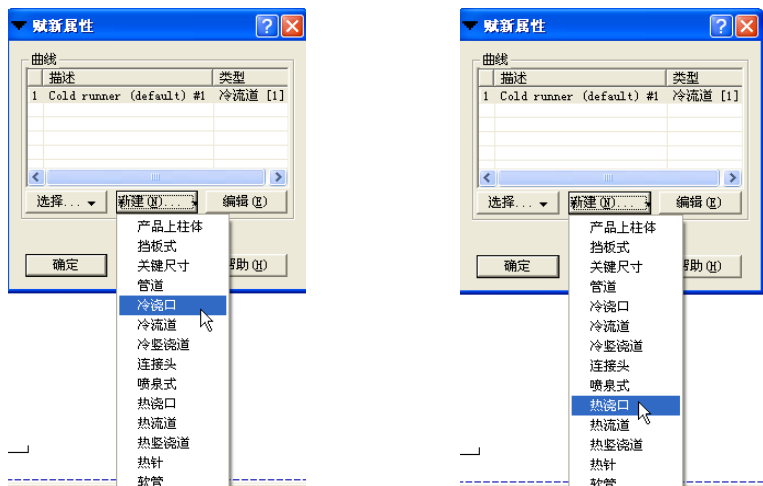 赋新属性
曲线
描述 类型
1 Cold runner (default) #1 冷流道 [1]
选择... 新建(N)... 编辑(E)
产品上柱体
挡板式
确定 关键尺寸 帮助(H)
管道
冷浇口
冷流道
冷竖浇道
连接头
喷泉式
热浇口
热流道
热竖浇道
热针
软管
赋新属性
曲线
描述 类型
1 Cold runner (default) #1 冷流道 [1]
选择... 新建(N)... 编辑(E)
产品上柱体
挡板式
确定 关键尺寸 帮助(H)
管道
冷浇口
冷流道
冷竖浇道
连接头
喷泉式
热浇口
热流道
热竖浇道
热针
软管